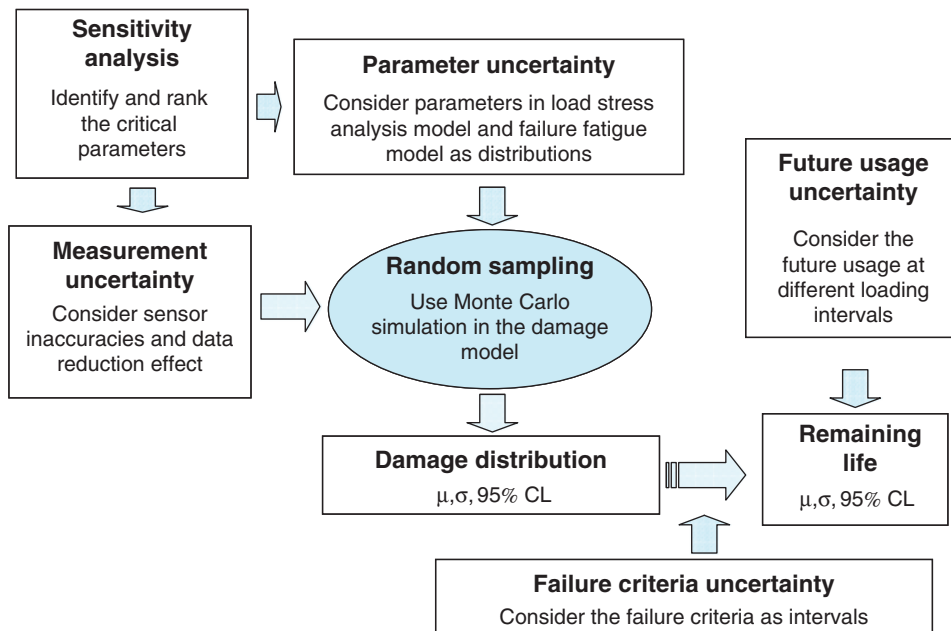 Sensitivity
analysis
Identify and rank
the critical
parameters
Parameter uncertainty
Consider parameters in load stress
analysis model and failure fatigue
model as distributions
Future usage
uncertainty
Consider the
future usage at
different loading
intervals
Measurement
uncertainty
Consider sensor
inaccuracies and data
reduction effect
Random sampling
Use Monte Carlo
simulation in the damage
model
Damage distribution
μ,σ, 95% CL
Remaining
life
μ,σ, 95% CL
Failure criteria uncertainty
Consider the failure criteria as intervals